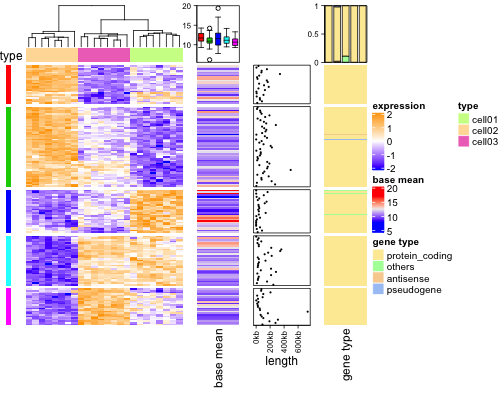 20
15
10
1
0.5
0
type
expression
2
1
0
-1
-2
type
cell01
cell02
cell03
base mean
20
15
10
5
gene type
protein_coding
others
antisense
pseudogene
0kb
200kb
400kb
600kb
base mean
length
gene type